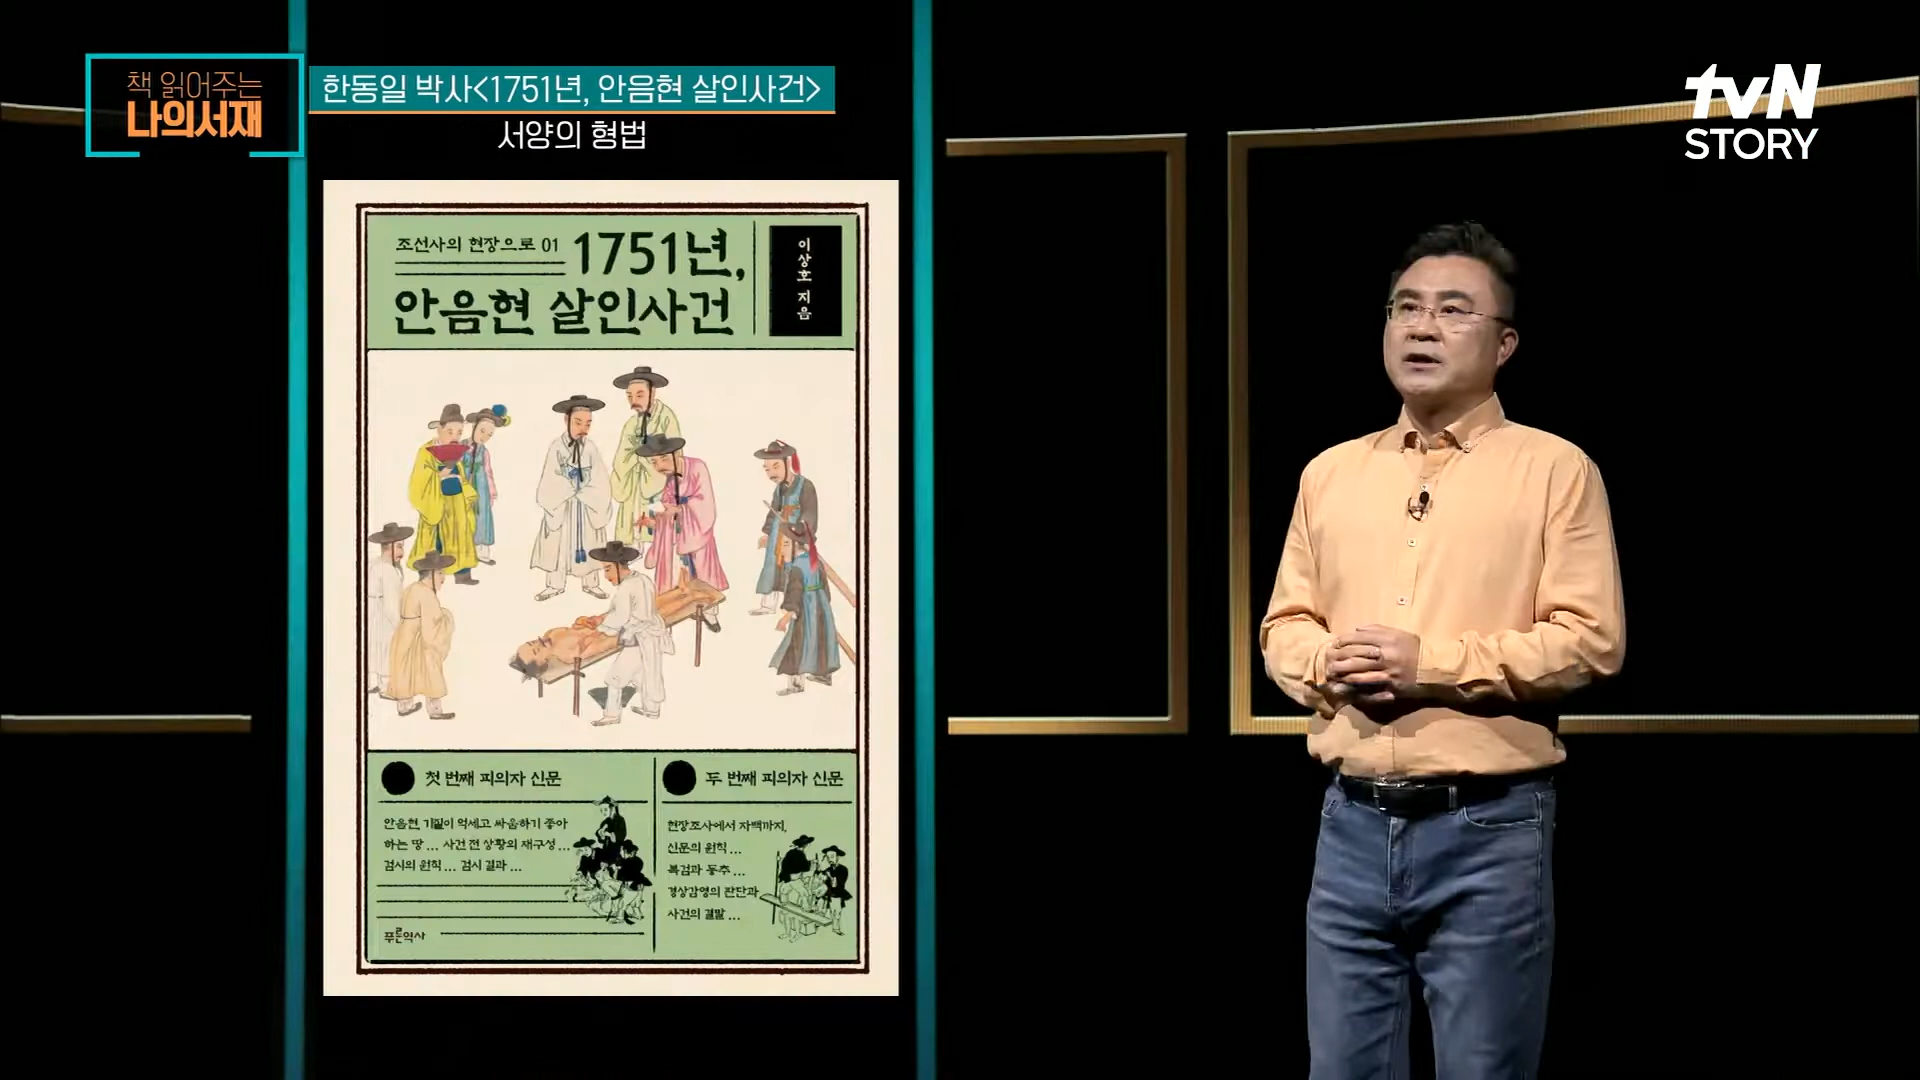 책 읽어주는
나의서재
한동일 박사<1751년, 안음현 살인사건>
서양의 형법
tvN
STORY
조선사의 현장으로 01
1751년,
안음현 살인사건
이상호 지음
첫 번째 피의자 신문
안음현, 기질이 억세고 싸움하기 좋아
하는 땅 ... 사건 전 상황의 재구성 ...
검시의 원칙 ... 검시 결과 ...
푸른역사
두 번째 피의자 신문
현장조사에서 자백까지,
신문의 원칙 ...
복검과 동추 ...
경상감영의 판단과
사건의 결말 ...